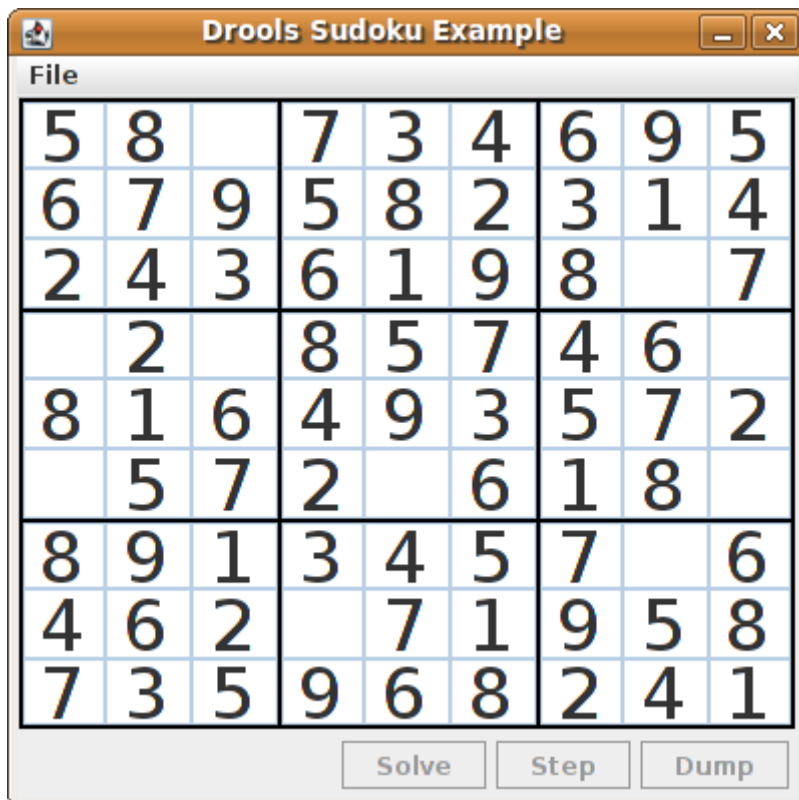 Drools Sudoku Example
File
5 8 7 3 4 6 9 5
6 7 9 5 8 2 3 1 4
2 4 3 6 1 9 8 7
2 8 5 7 4 6
8 1 6 4 9 3 5 7 2
5 7 2 6 1 8
8 9 1 3 4 5 7 6
4 6 2 7 1 9 5 8
7 3 5 9 6 8 2 4 1
Solve Step Dump